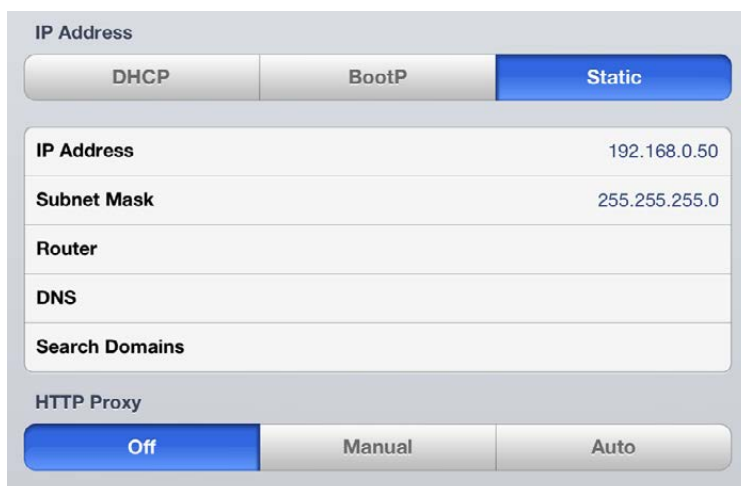 IP Address
DHCP BootP Static
IP Address 192.168.0.50
Subnet Mask 255.255.255.0
Router
DNS
Search Domains
HTTP Proxy
Off Manual Auto